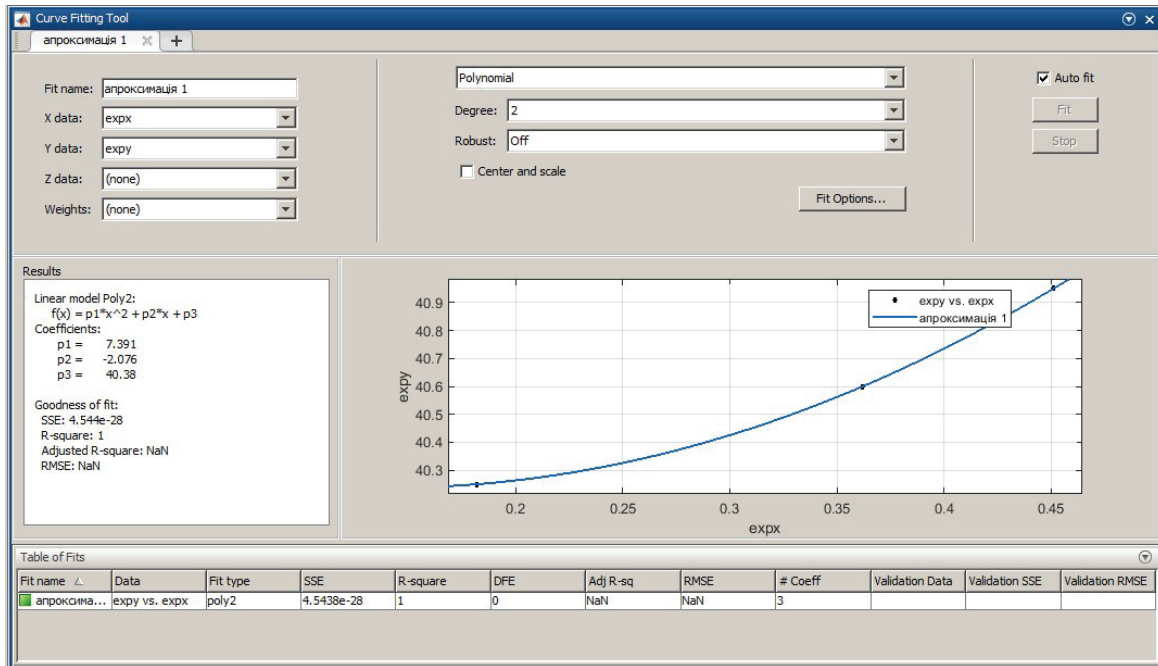 Curve Fitting Tool
апроксимація 1
Fit name: апроксимація 1
X data: expx
Y data: expy
Z data: (none)
Weights: (none)
Polynomial
Degree: 2
Robust: Off
Center and scale
Fit Options...
Auto fit
Fit
Stop
Results
Linear model Poly2:
f(x) = p1*x^2 + p2*x + p3
Coefficients:
p1 = 7.391
p2 = -2.076
p3 = 40.38
Goodness of fit:
SSE: 4.544e-28
R-square: 1
Adjusted R-square: NaN
RMSE: NaN
expy vs. expx
апроксимація 1
40.9
40.8
40.7
40.6
40.5
40.4
40.3
expy
0.2 0.25 0.3 0.35 0.4 0.45
expx
Table of Fits
Fit name Data Fit type SSE R-square DFE Adj R-sq RMSE # Coeff Validation Data Validation SSE Validation RMSE
апроксима... expy vs. expx poly2 4.5438e-28 1 0 NaN NaN 3